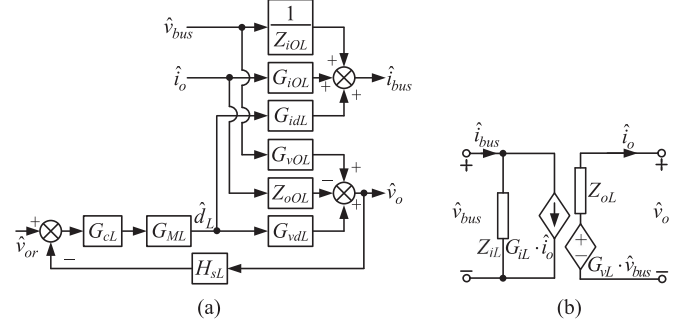 v̂_bus
1
Z_iOL
+
î_o
G_iOL
+
+
î_bus
G_idL
G_vOL
+
Z_oOL
−
+
v̂_o
v̂_or
+
−
G_cL
G_ML
d̂_L
G_vdL
H_sL
(a)
î_bus
î_o
+
+
v̂_bus
Z_iL
G_iL·î_o
Z_oL
v̂_o
+
−
G_vL·v̂_bus
−
−
(b)